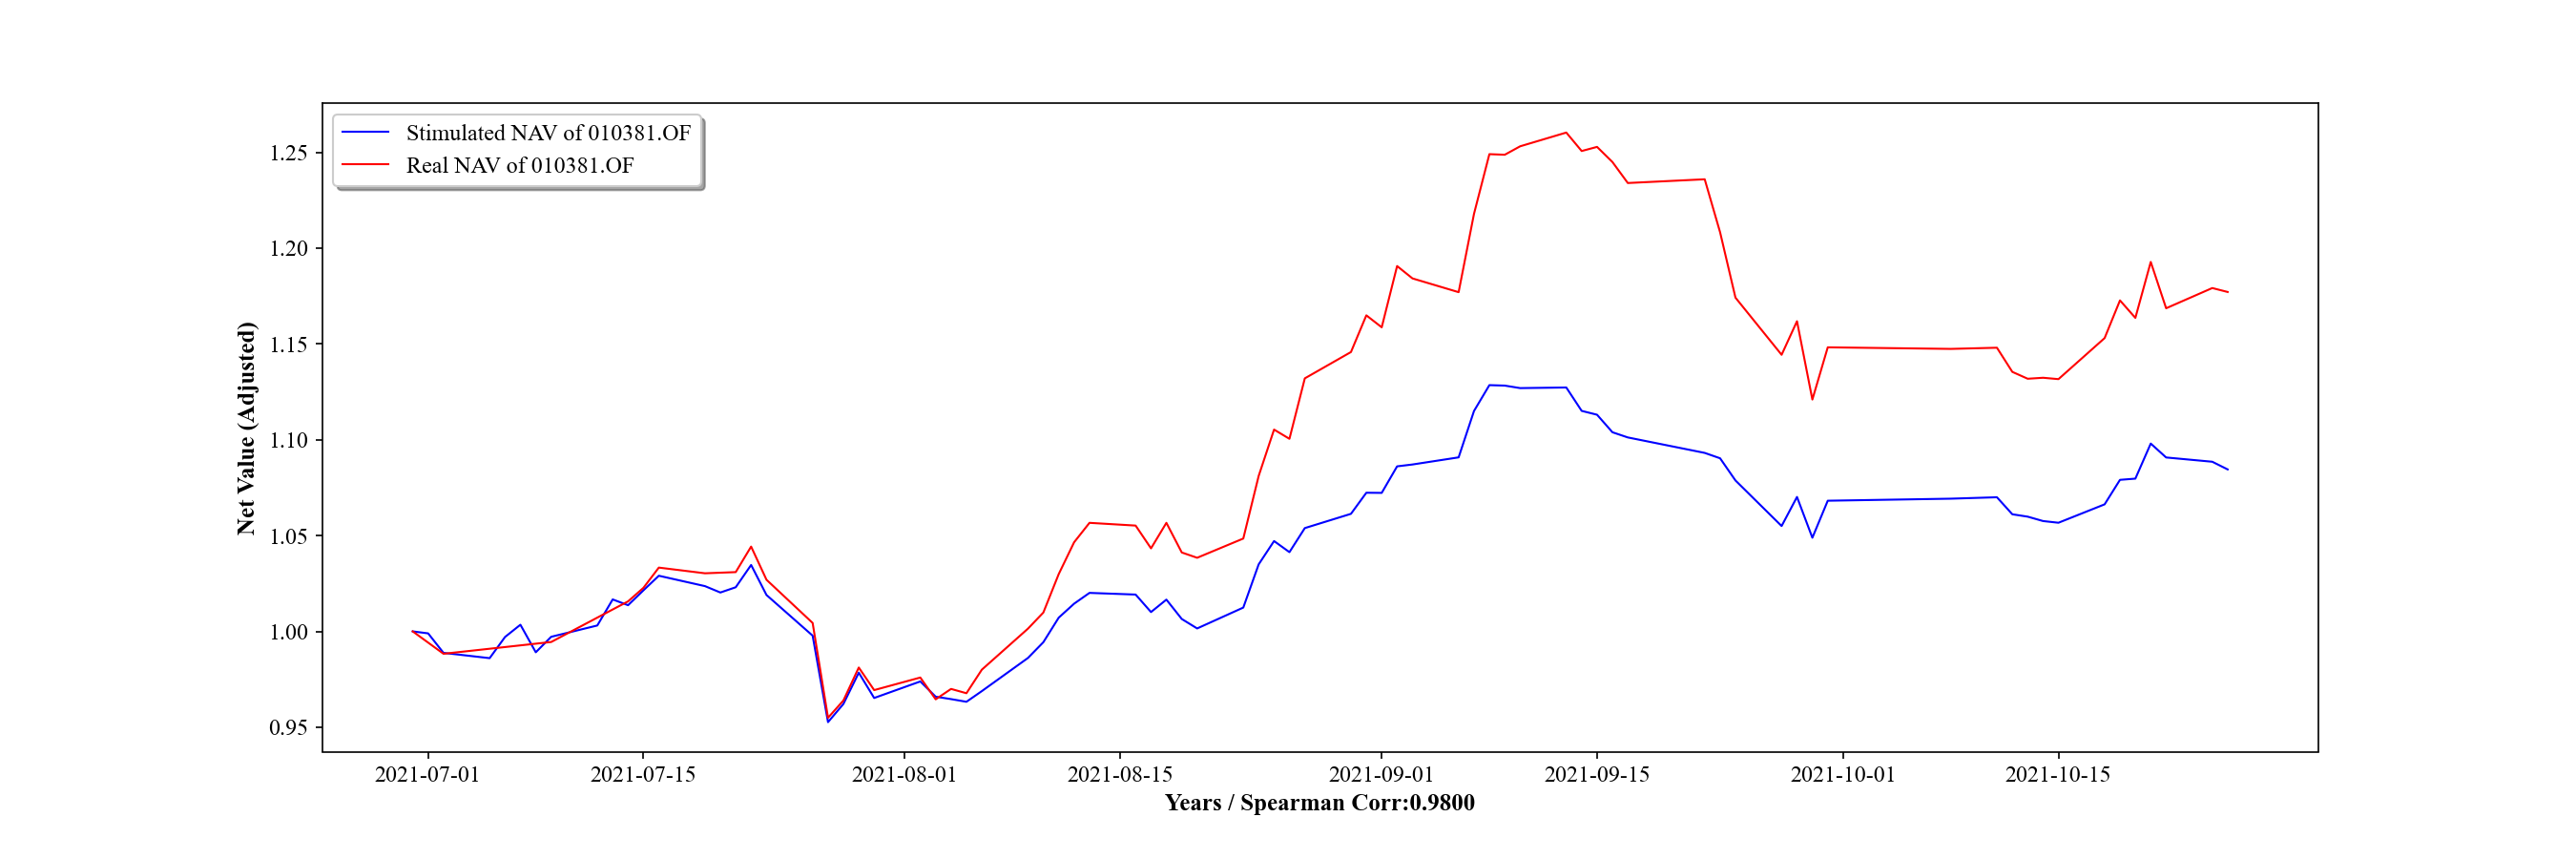 Stimulated NAV of 010381.OF
Real NAV of 010381.OF
Net Value (Adjusted)
1.25
1.20
1.15
1.10
1.05
1.00
0.95
2021-07-01 2021-07-15 2021-08-01 2021-08-15 2021-09-01 2021-09-15 2021-10-01 2021-10-15
Years / Spearman Corr:0.9800